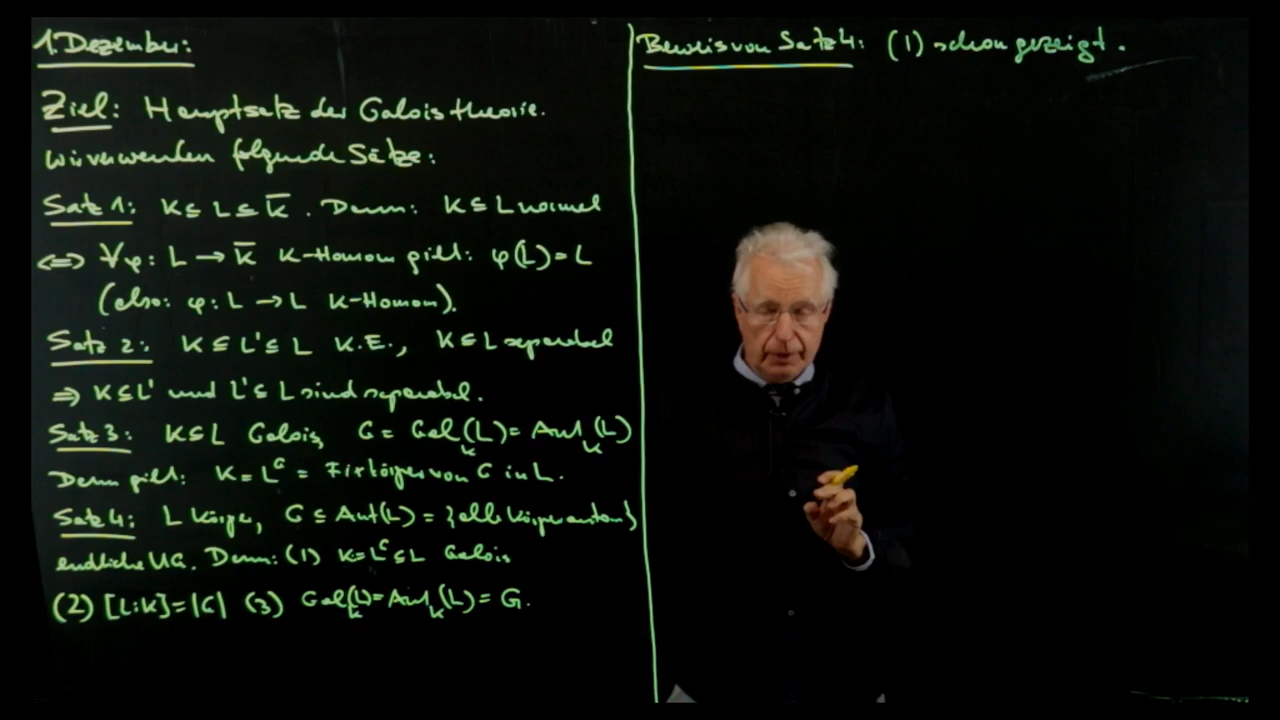 1. Dezember:
Ziel: Hauptsatz der Galoistheorie.
Wir verwenden folgende Sätze:
Satz 1: K ⊆ L ⊆ K̅. Dann: K ⊆ L normal
⟺ ∀φ: L → K̅ K-Homom gilt: φ(L) = L
(also: φ: L → L K-Homom).
Satz 2: K ⊆ L' ⊆ L K.E., K ⊆ L separabel
⇒ K ⊆ L' und L' ⊆ L sind separabel.
Satz 3: K ⊆ L Galois, G = Gal_K(L) = Aut_K(L)
Dann gilt: K = L^G = Fixkörper von G in L.
Satz 4: L Körper, G ⊆ Aut(L) = {alle Körperautom}
endliche UG. Dann: (1) K = L^G ⊆ L Galois
(2) [L:K] = |G| (3) Gal_K(L) = Aut_K(L) = G.
Beweis von Satz 4: (1) schon gezeigt.